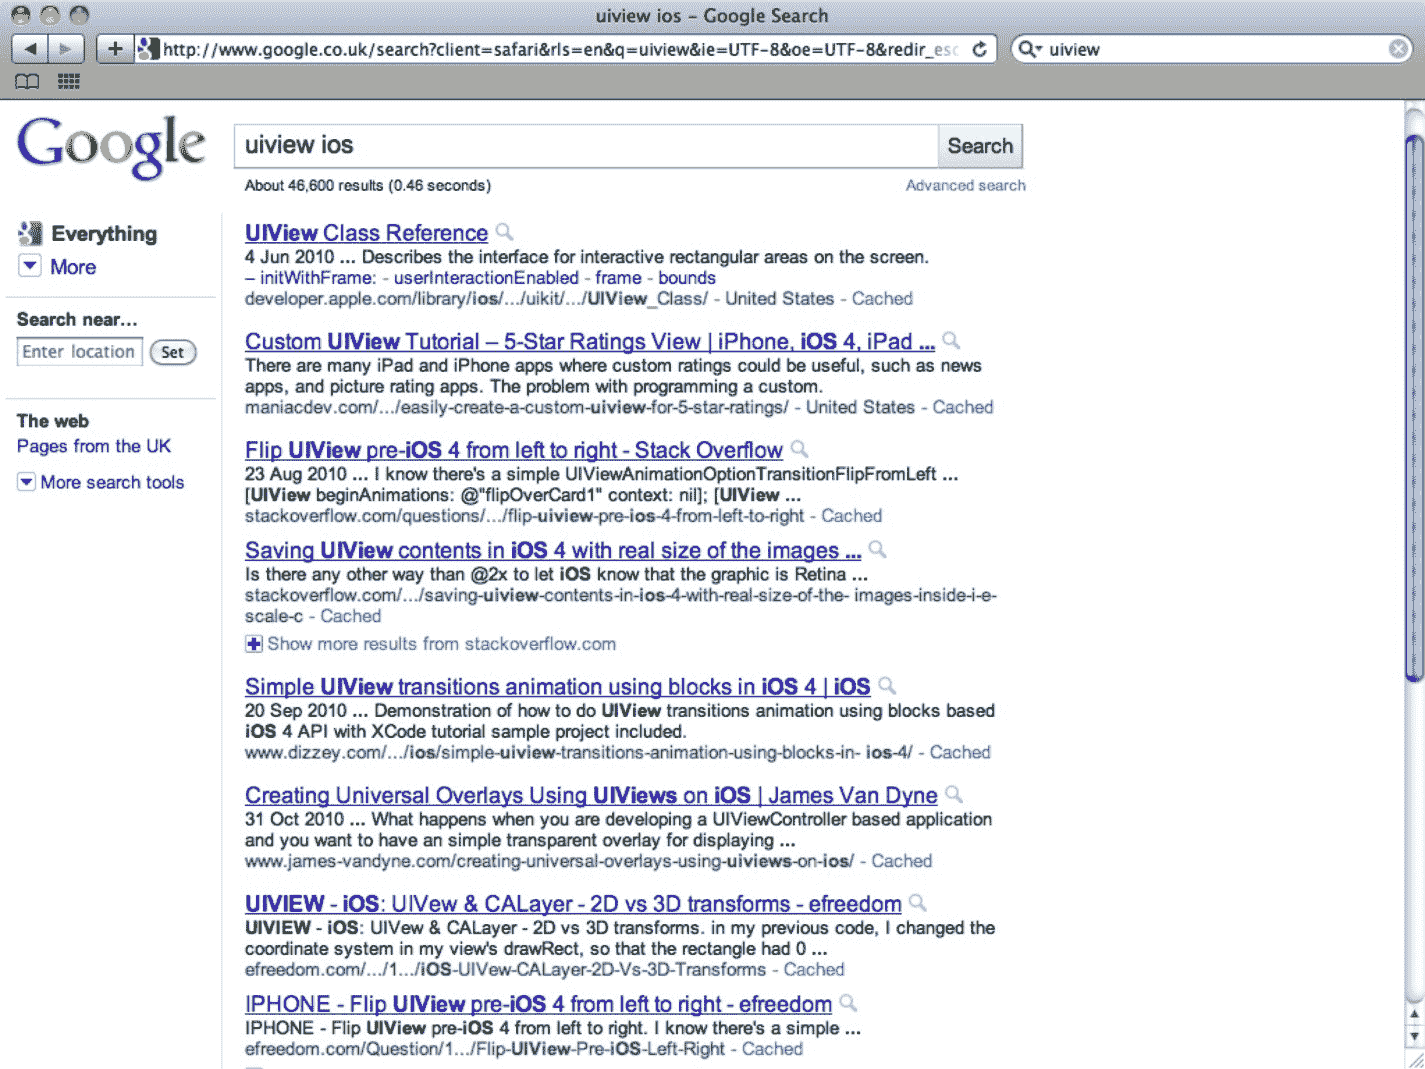 uiview ios – Google Search
http://www.google.co.uk/search?client=safari&rls=en&q=uiview&ie=UTF-8&oe=UTF-8&redir_esc
uiview
Google
uiview ios
Search
About 46,600 results (0.46 seconds)
Advanced search
Everything
More
Search near...
Enter location
Set
The web
Pages from the UK
More search tools
UIView Class Reference
4 Jun 2010 ... Describes the interface for interactive rectangular areas on the screen.
– initWithFrame: - userInteractionEnabled - frame - bounds
developer.apple.com/library/ios/.../uikit/.../UIView_Class/ - United States - Cached
Custom UIView Tutorial – 5-Star Ratings View | iPhone, iOS 4, iPad ...
There are many iPad and iPhone apps where custom ratings could be useful, such as news
apps, and picture rating apps. The problem with programming a custom.
maniacdev.com/.../easily-create-a-custom-uiview-for-5-star-ratings/ - United States - Cached
Flip UIView pre-iOS 4 from left to right - Stack Overflow
23 Aug 2010 ... I know there's a simple UIViewAnimationOptionTransitionFlipFromLeft ...
[UIView beginAnimations: @"flipOverCard1" context: nil]; [UIView ...
stackoverflow.com/questions/.../flip-uiview-pre-ios-4-from-left-to-right - Cached
Saving UIView contents in iOS 4 with real size of the images ...
Is there any other way than @2x to let iOS know that the graphic is Retina ...
stackoverflow.com/.../saving-uiview-contents-in-ios-4-with-real-size-of-the- images-inside-i-e-
scale-c - Cached
Show more results from stackoverflow.com
Simple UIView transitions animation using blocks in iOS 4 | iOS
20 Sep 2010 ... Demonstration of how to do UIView transitions animation using blocks based
iOS 4 API with XCode tutorial sample project included.
www.dizzey.com/.../ios/simple-uiview-transitions-animation-using-blocks-in- ios-4/ - Cached
Creating Universal Overlays Using UIViews on iOS | James Van Dyne
31 Oct 2010 ... What happens when you are developing a UIViewController based application
and you want to have an simple transparent overlay for displaying ...
www.james-vandyne.com/creating-universal-overlays-using-uiviews-on-ios/ - Cached
UIVIEW - iOS: UIVew & CALayer - 2D vs 3D transforms - efreedom
UIVIEW - iOS: UIVew & CALayer - 2D vs 3D transforms. in my previous code, I changed the
coordinate system in my view's drawRect, so that the rectangle had 0 ...
efreedom.com/.../1.../iOS-UIVew-CALayer-2D-Vs-3D-Transforms - Cached
IPHONE - Flip UIView pre-iOS 4 from left to right - efreedom
IPHONE - Flip UIView pre-iOS 4 from left to right. I know there's a simple ...
efreedom.com/Question/1.../Flip-UIView-Pre-iOS-Left-Right - Cached